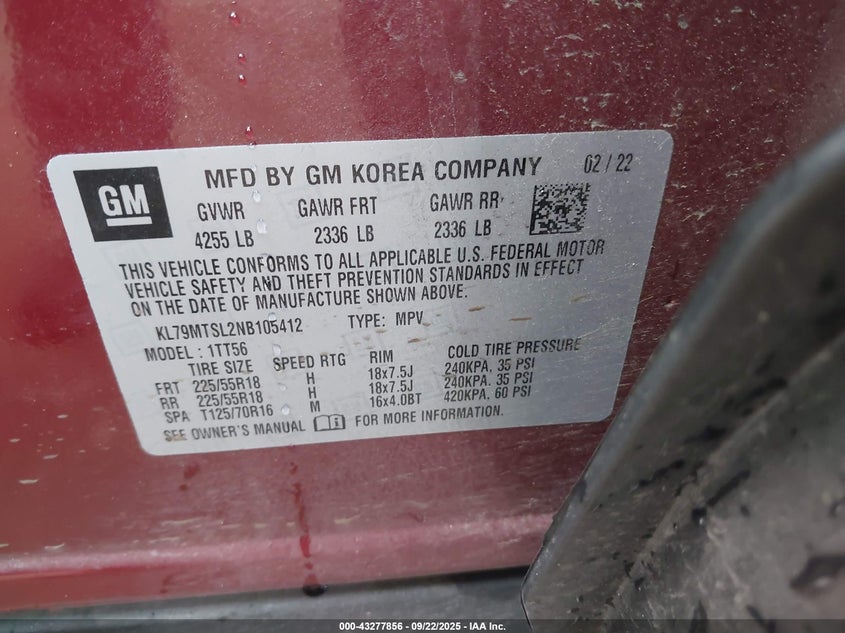 GM
MFD BY GM KOREA COMPANY 02/22
GVWR GAWR FRT GAWR RR
4255 LB 2336 LB 2336 LB
THIS VEHICLE CONFORMS TO ALL APPLICABLE U.S. FEDERAL MOTOR
VEHICLE SAFETY AND THEFT PREVENTION STANDARDS IN EFFECT
ON THE DATE OF MANUFACTURE SHOWN ABOVE.
KL79MTSL2NB105412 TYPE: MPV
MODEL: 1TT56
TIRE SIZE SPEED RTG RIM COLD TIRE PRESSURE
FRT 225/55R18 H 18x7.5J 240KPA, 35 PSI
RR 225/55R18 H 18x7.5J 240KPA, 35 PSI
SPA T125/70R16 M 16x4.0BT 420KPA, 60 PSI
SEE OWNER'S MANUAL FOR MORE INFORMATION.
000-43277856 - 09/22/2025 - IAA Inc.